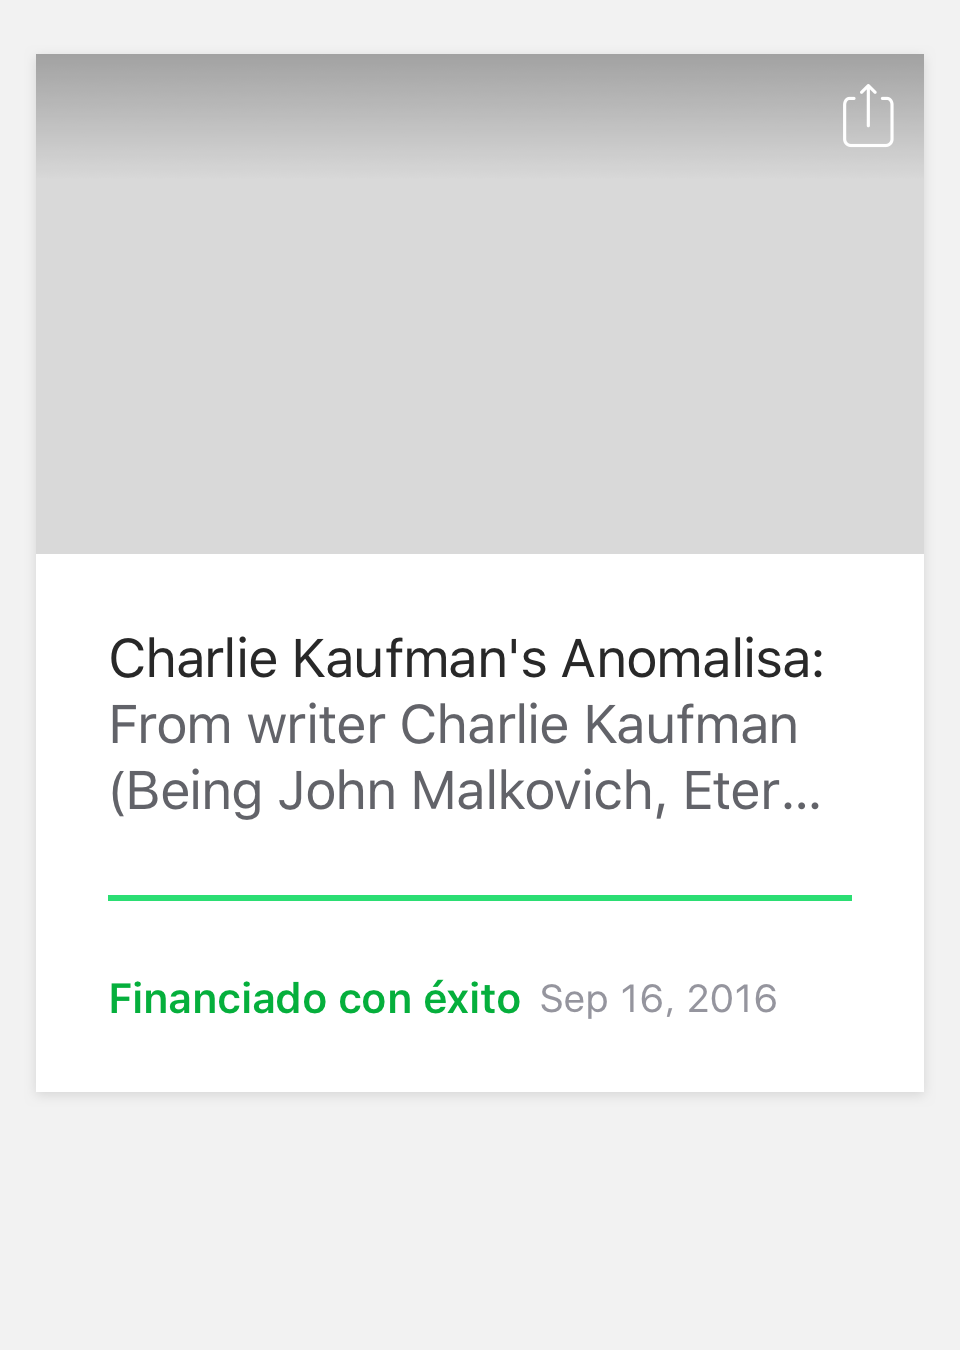 Charlie Kaufman's Anomalisa:
From writer Charlie Kaufman
(Being John Malkovich, Eter...
Financiado con éxito Sep 16, 2016